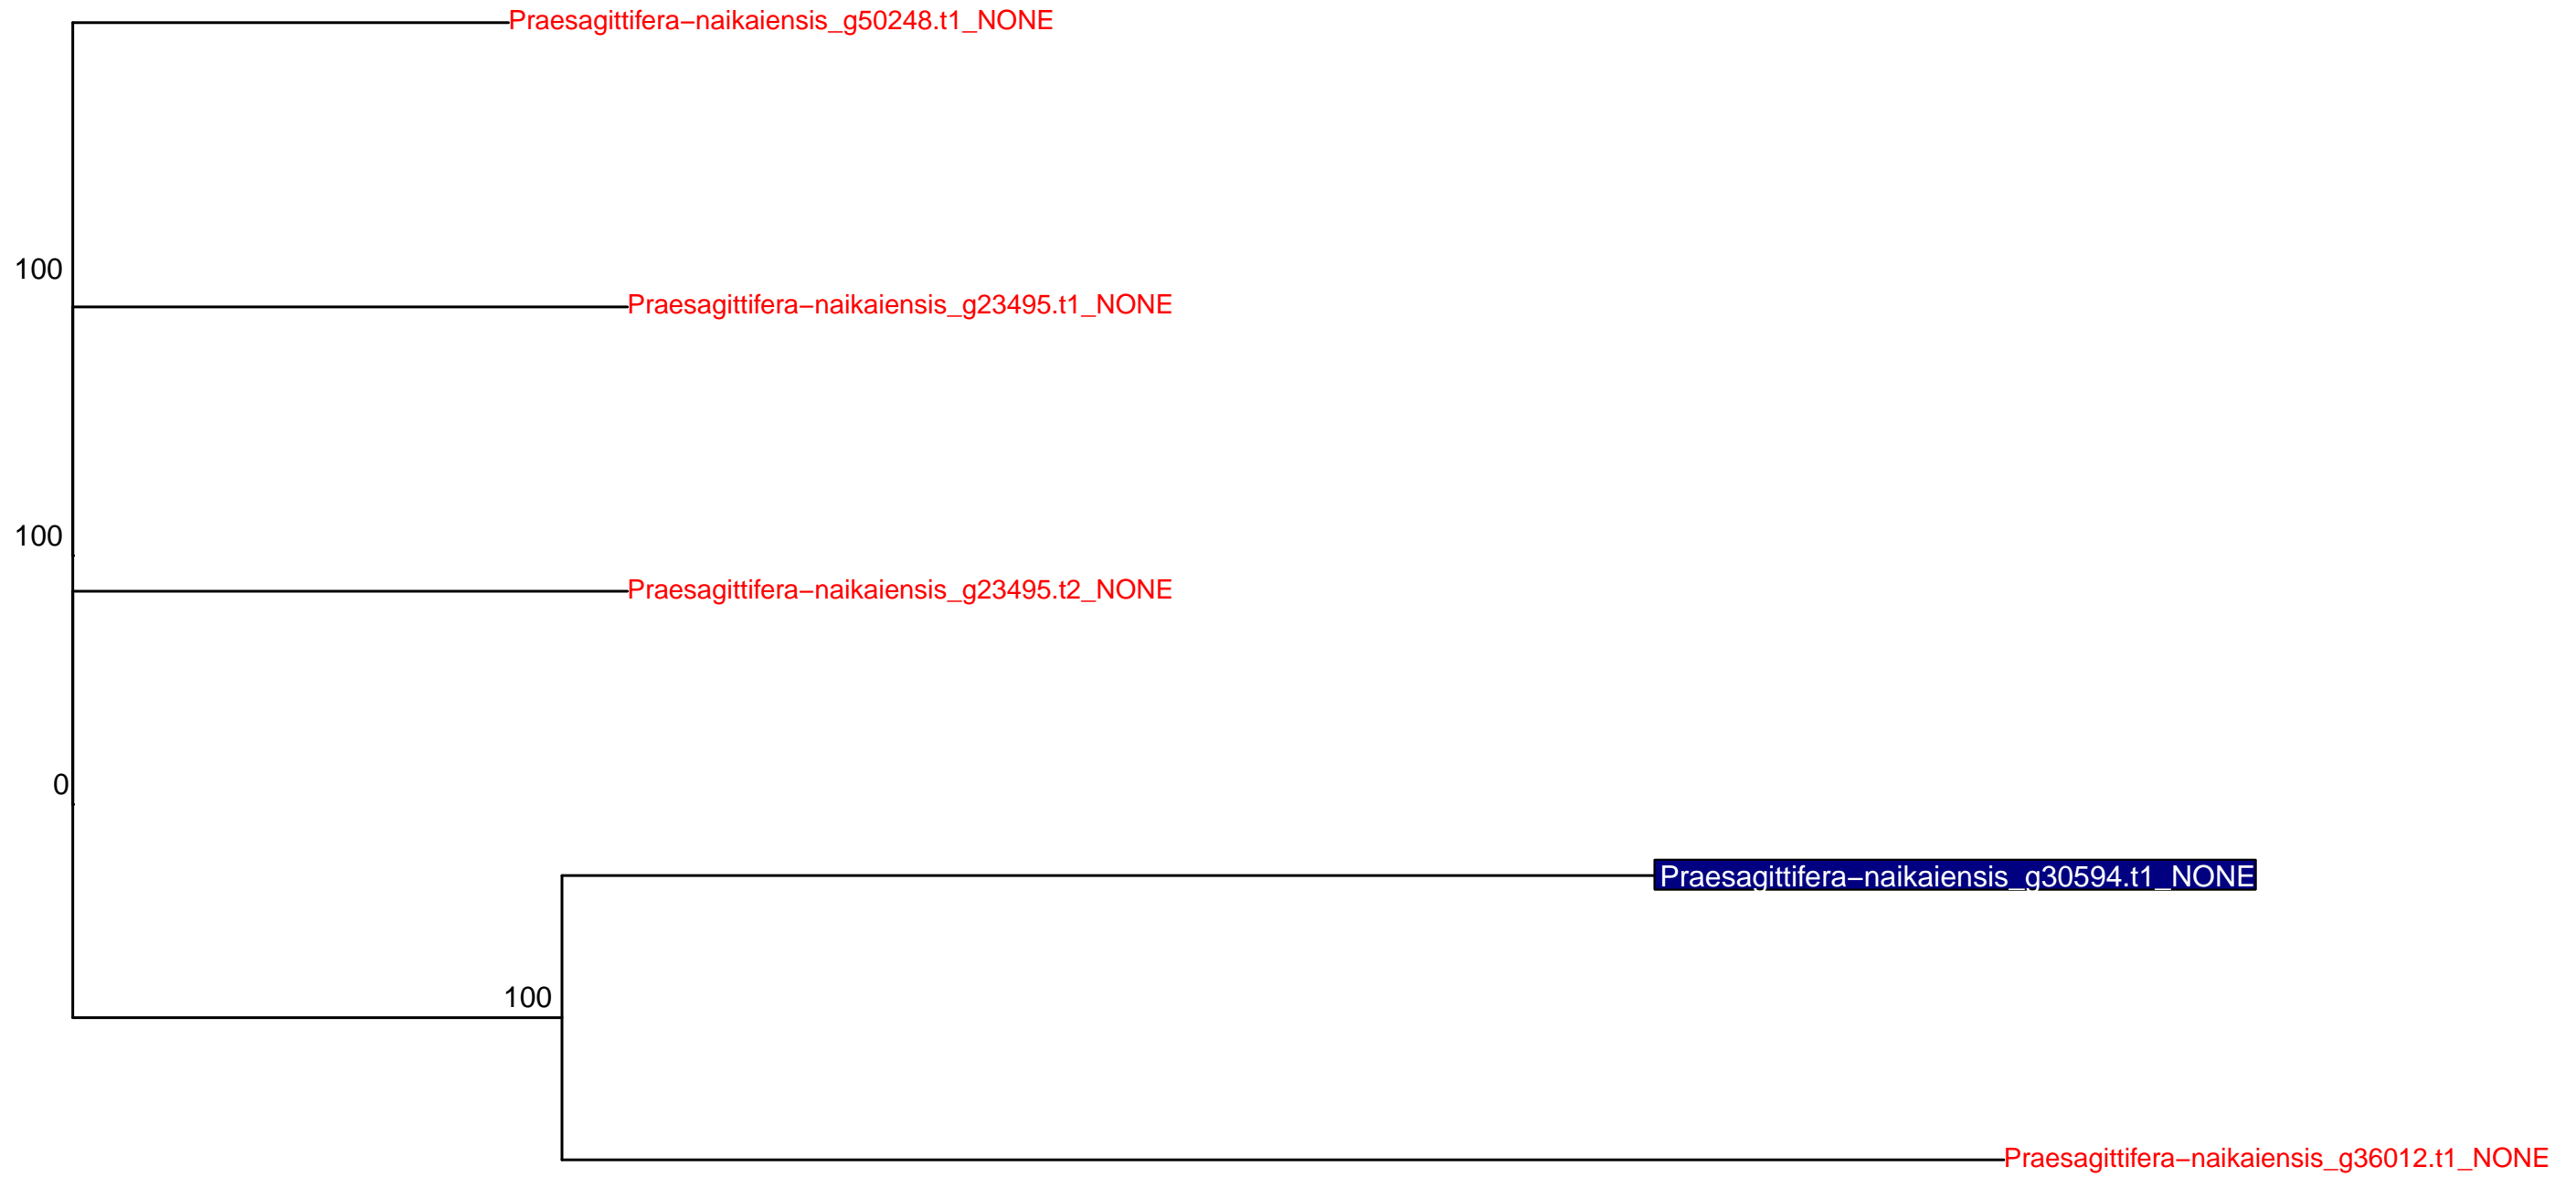 Praesagittifera−naikaiensis_g50248.t1_NONE
100
Praesagittifera−naikaiensis_g23495.t1_NONE
100
Praesagittifera−naikaiensis_g23495.t2_NONE
0
Praesagittifera−naikaiensis_g30594.t1_NONE
100
Praesagittifera−naikaiensis_g36012.t1_NONE